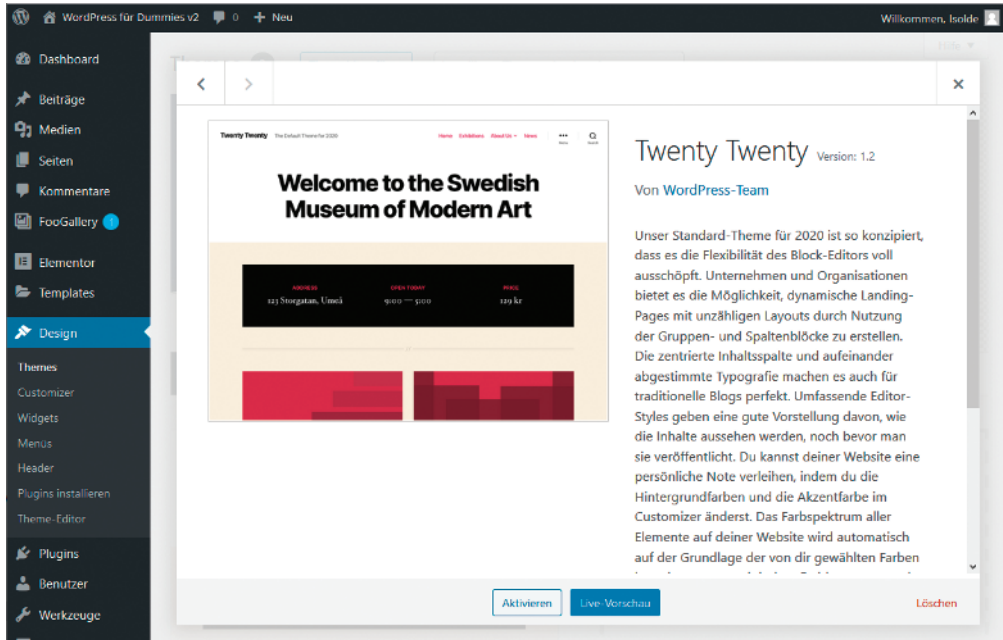 WordPress für Dummies v2 0 + Neu
Willkommen, Isolde
Dashboard
Beiträge
Medien
Seiten
Kommentare
FooGallery 1
Elementor
Templates
Design
Themes
Customizer
Widgets
Menüs
Header
Plugins installieren
Theme-Editor
Plugins
Benutzer
Werkzeuge
Twenty Twenty The Default Theme for 2020
Home Exhibitions About Us News
Menu Search
Welcome to the Swedish
Museum of Modern Art
ADDRESS OPEN TODAY PRICE
123 Storgatan, Umeå 9:00 — 5:00 129 kr
Twenty Twenty Version: 1.2
Von WordPress-Team
Unser Standard-Theme für 2020 ist so konzipiert,
dass es die Flexibilität des Block-Editors voll
ausschöpft. Unternehmen und Organisationen
bietet es die Möglichkeit, dynamische Landing-
Pages mit unzähligen Layouts durch Nutzung
der Gruppen- und Spaltenblöcke zu erstellen.
Die zentrierte Inhaltsspalte und aufeinander
abgestimmte Typografie machen es auch für
traditionelle Blogs perfekt. Umfassende Editor-
Styles geben eine gute Vorstellung davon, wie
die Inhalte aussehen werden, noch bevor man
sie veröffentlicht. Du kannst deiner Website eine
persönliche Note verleihen, indem du die
Hintergrundfarben und die Akzentfarbe im
Customizer änderst. Das Farbspektrum aller
Elemente auf deiner Website wird automatisch
auf der Grundlage der von dir gewählten Farben
Aktivieren Live-Vorschau Löschen